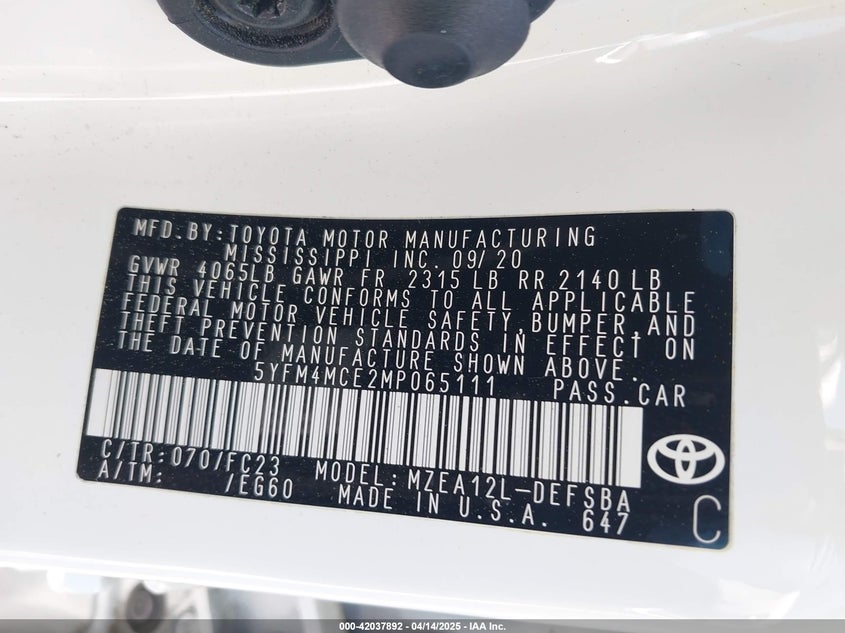 MFD.BY:TOYOTA MOTOR MANUFACTURING
MISSISSIPPI INC. 09/20
GVWR 4065LB GAWR FR 2315 LB RR 2140 LB
THIS VEHICLE CONFORMS TO ALL APPLICABLE
FEDERAL MOTOR VEHICLE SAFETY,BUMPER,AND
THEFT PREVENTION STANDARDS IN EFFECT ON
THE DATE OF MANUFACTURE SHOWN ABOVE.
5YFM4MCE2MP065111 PASS.CAR
C/TR:070/FC23 MODEL:MZEA12L-DEFSBA
A/TM: /EG60 MADE IN U.S.A. 647
C
000-42037892 - 04/14/2025 - IAA Inc.